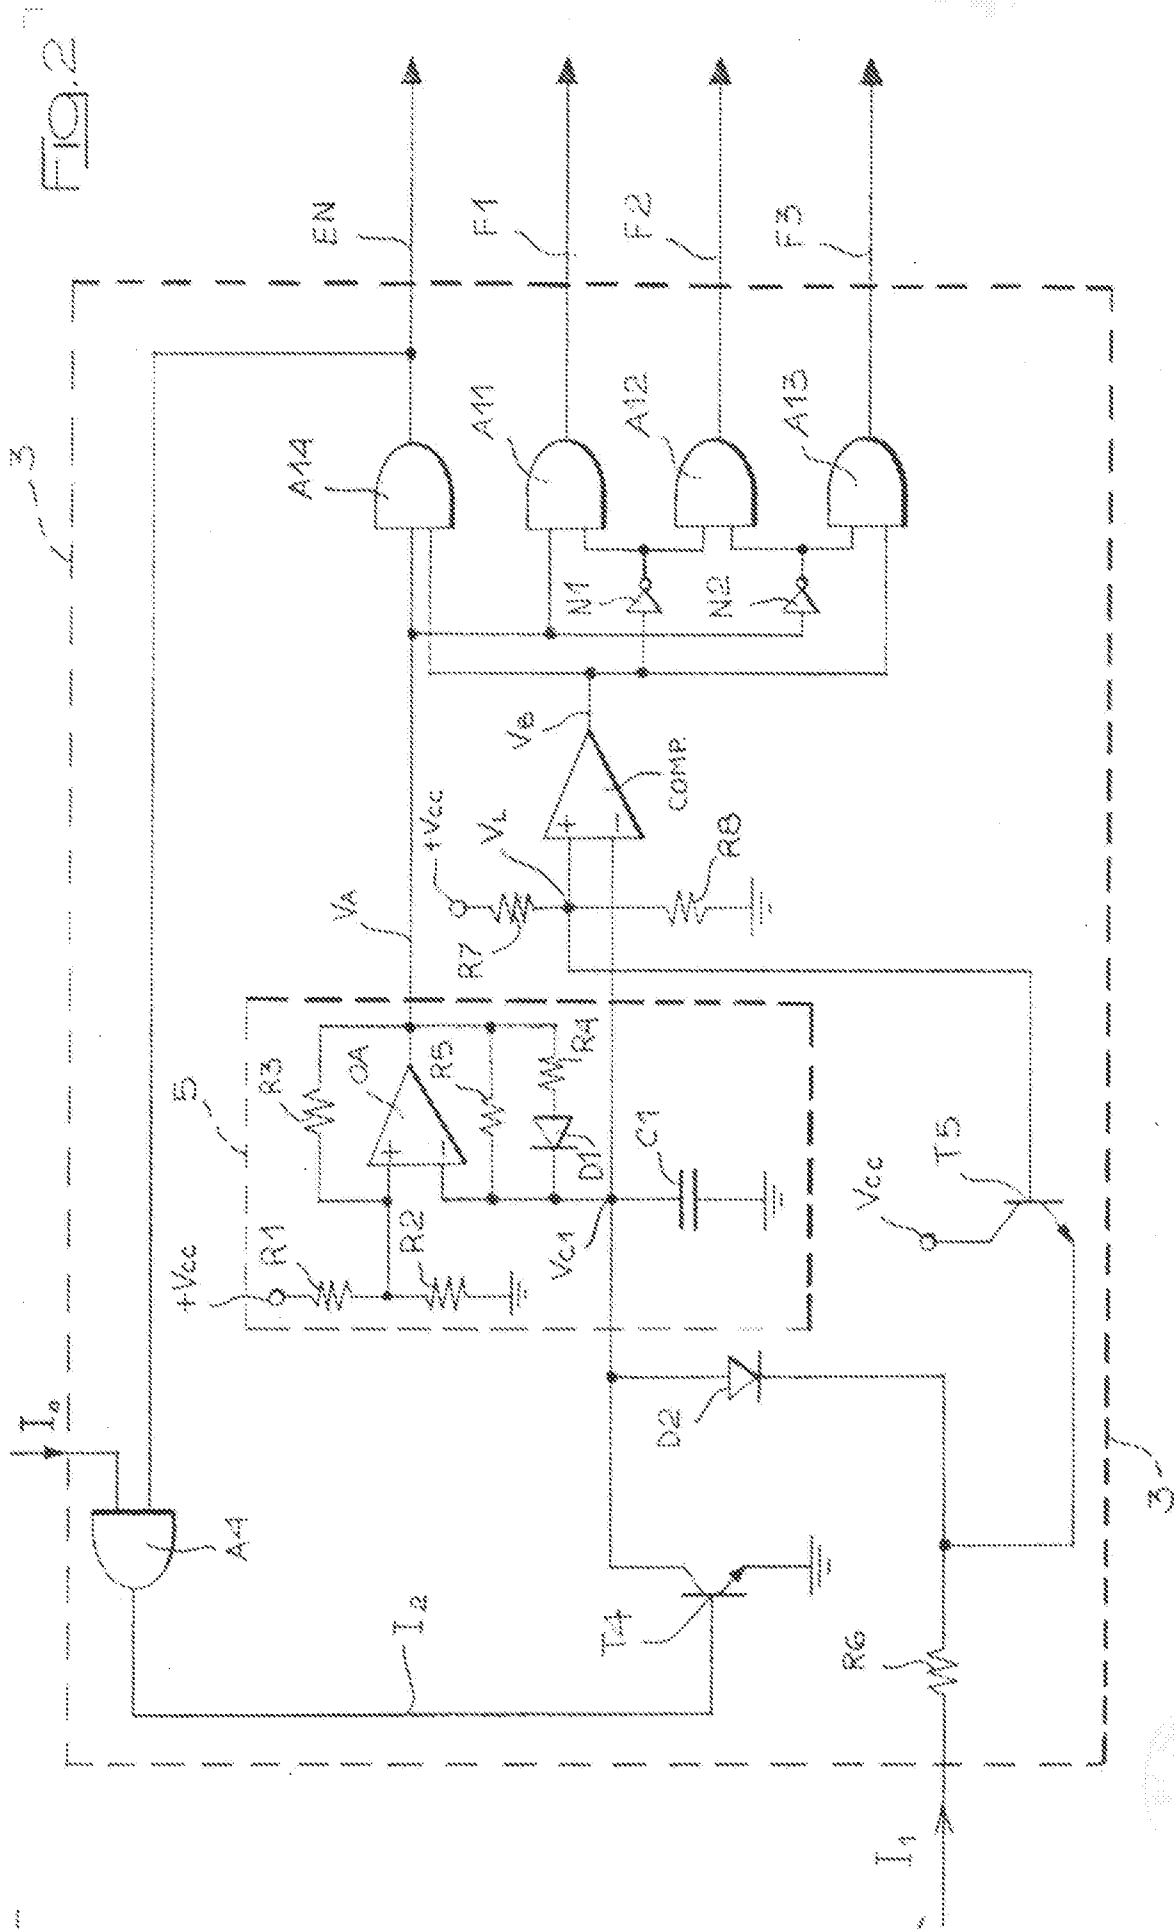 Fig. 2
3
EN
F1
F2
F3
A14
A11
A12
A13
N1
N2
VB
COMP.
+Vcc
VL
R7
R8
VA
5
R3
OA
R5
R4
D1
C1
+Vcc
R1
R2
VC1
Vcc
T5
Io
A4
I2
D2
T4
R6
I1
3